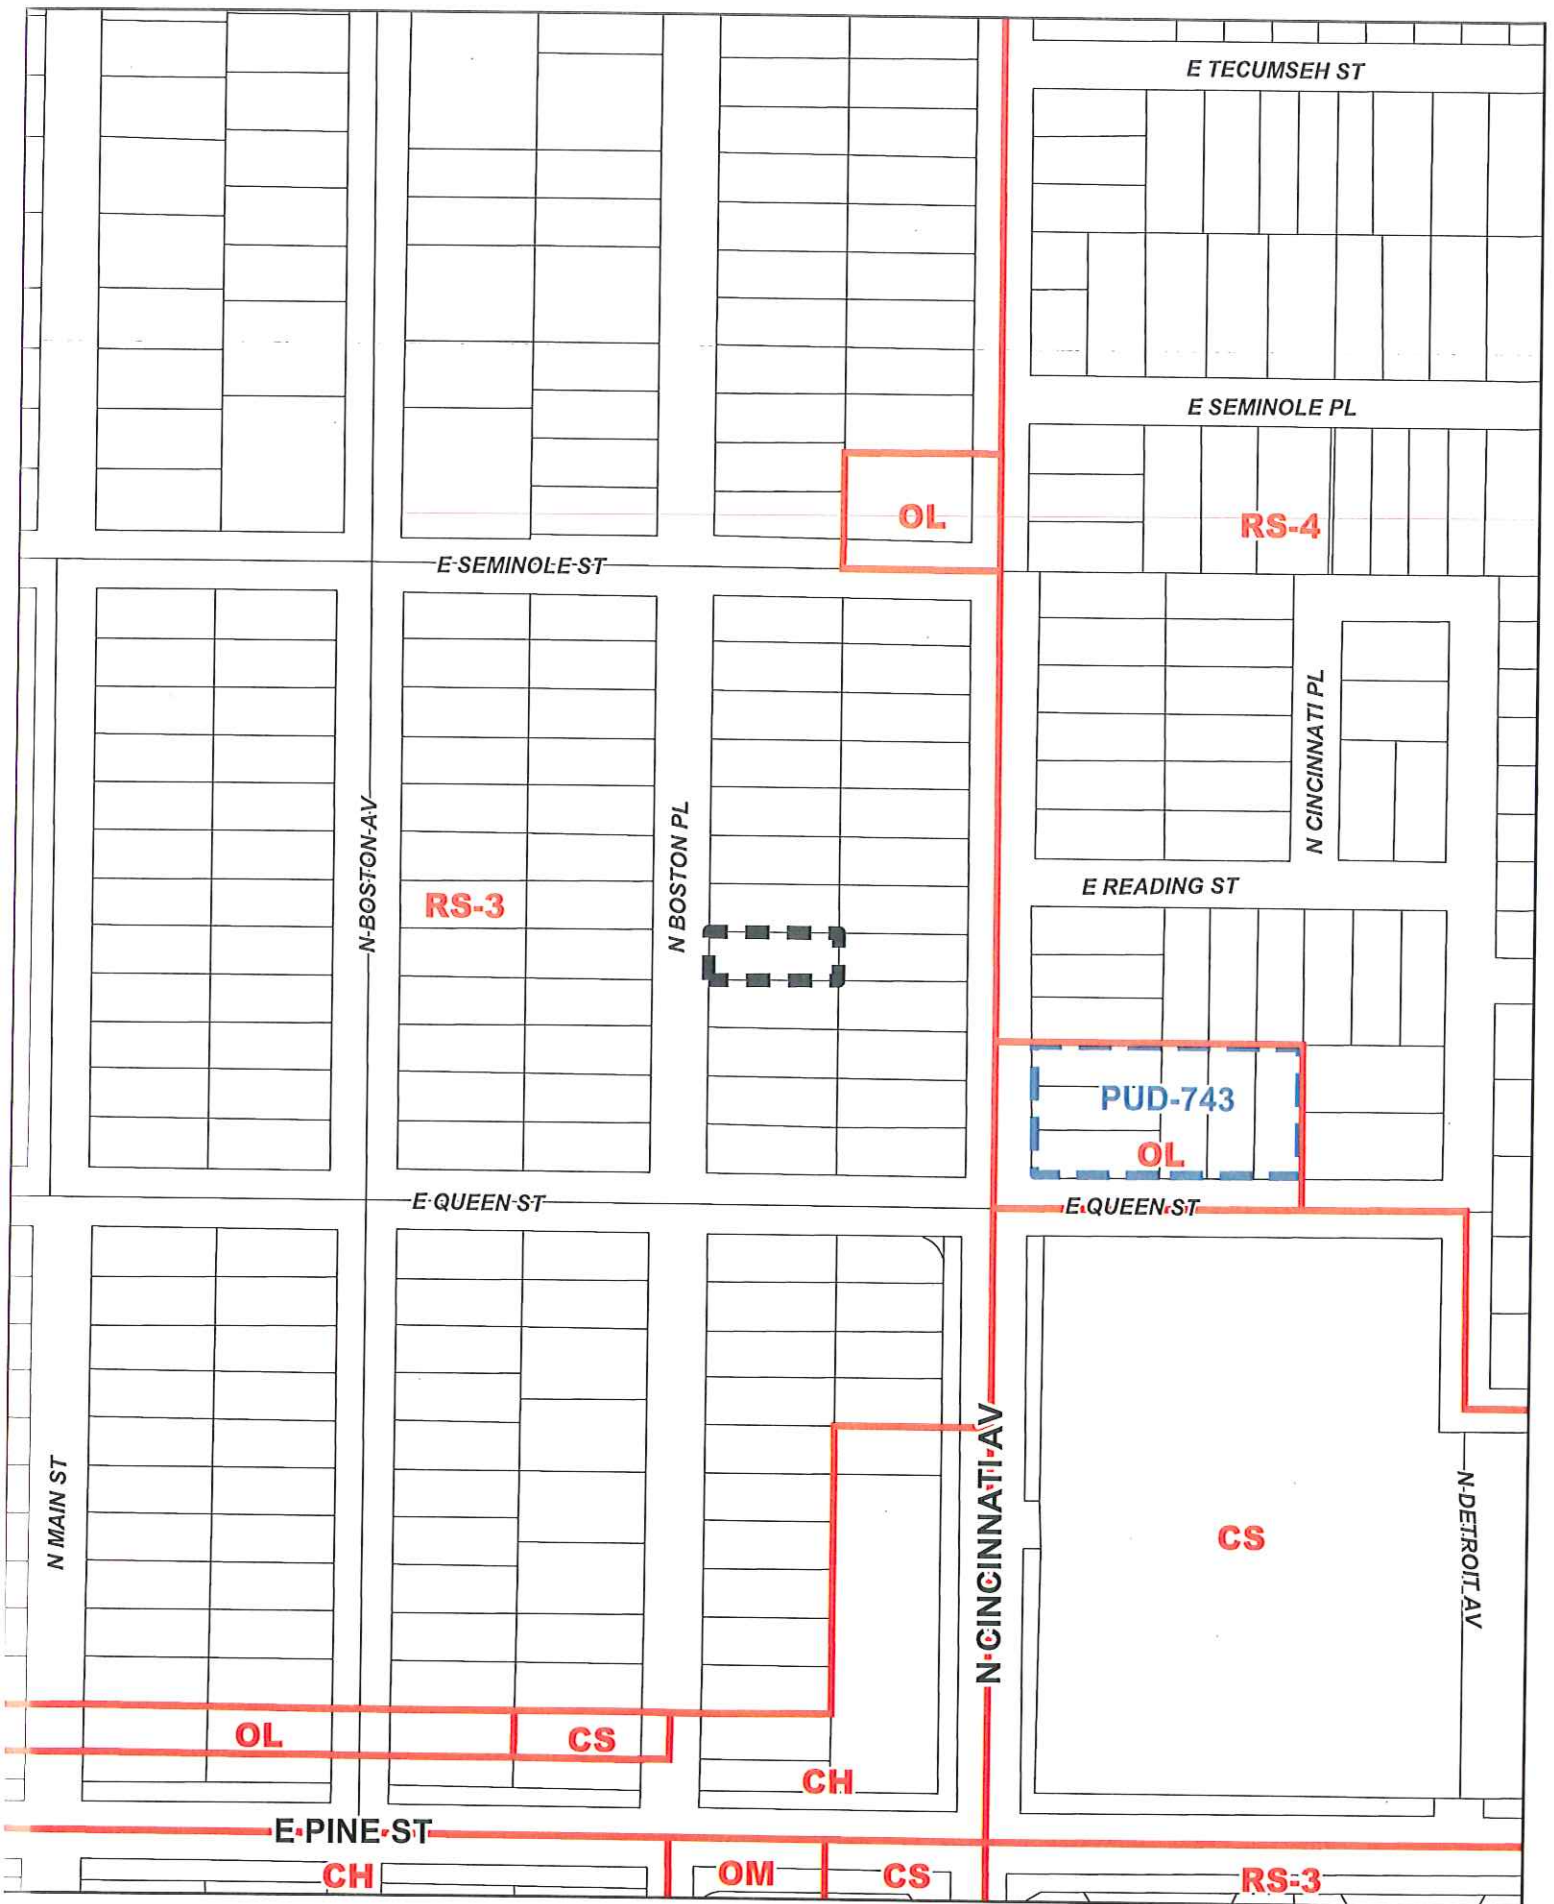 E TECUMSEH ST
E SEMINOLE PL
OL
RS-4
E SEMINOLE ST
N CINCINNATI PL
N BOSTON AV
N BOSTON PL
E READING ST
RS-3
PUD-743
OL
E QUEEN ST
E QUEEN ST
N MAIN ST
N CINCINNATI AV
N DETROIT AV
CS
OL
CS
CH
E PINE ST
CH
OM
CS
RS-3